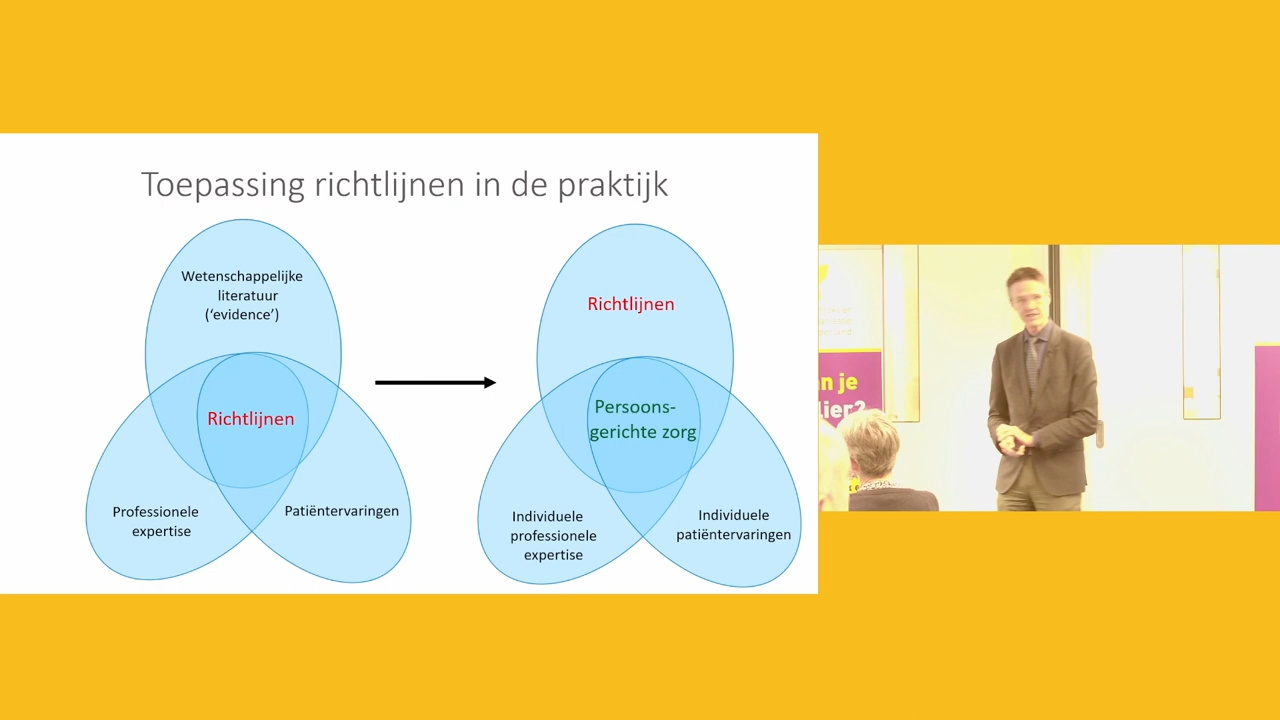 Toepassing richtlijnen in de praktijk
Wetenschappelijke
literatuur
(‘evidence’)
Richtlijnen
Professionele
expertise
Patiëntervaringen
Richtlijnen
Persoons-
gerichte zorg
Individuele
professionele
expertise
Individuele
patiëntervaringen
an je
lier?